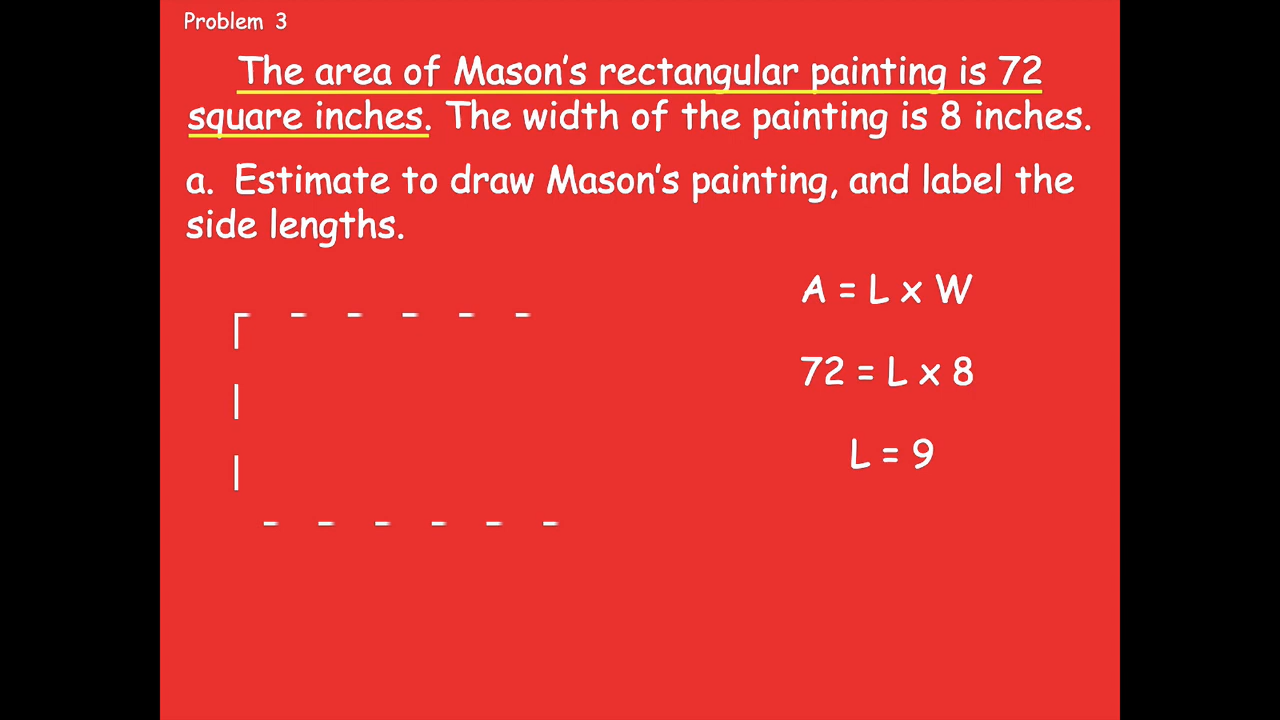 Problem 3
The area of Mason's rectangular painting is 72
square inches. The width of the painting is 8 inches.
a. Estimate to draw Mason's painting, and label the
side lengths.
A = L x W
72 = L x 8
L = 9